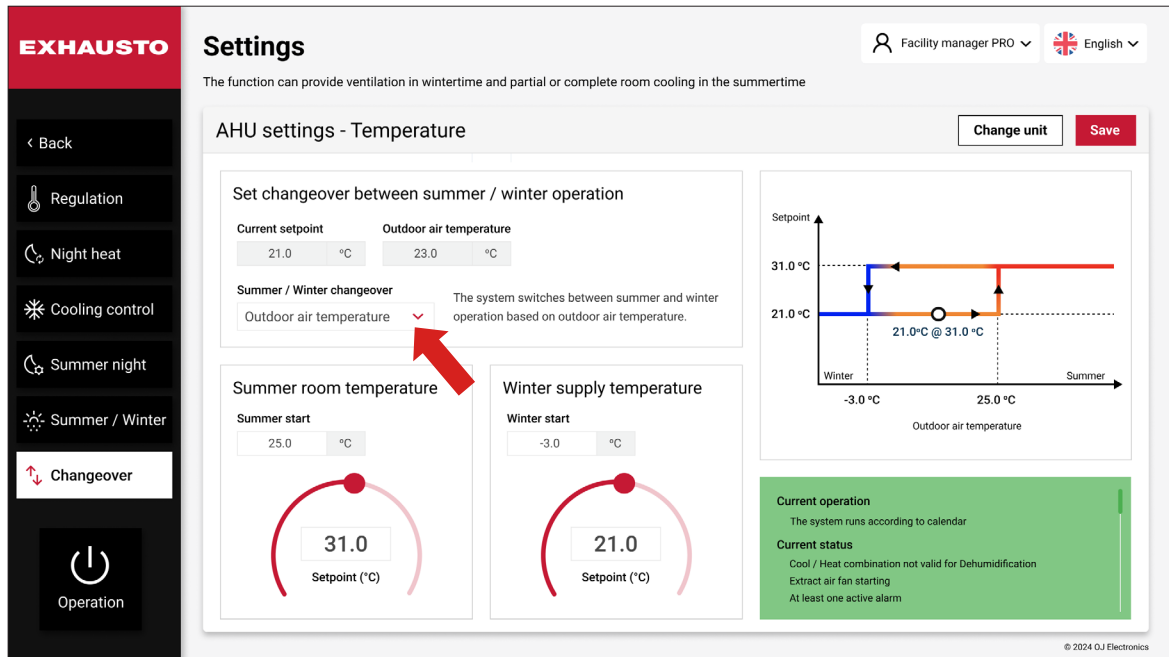 EXHAUSTO
Settings
Facility manager PRO
English
The function can provide ventilation in wintertime and partial or complete room cooling in the summertime
< Back
Regulation
Night heat
Cooling control
Summer night
Summer / Winter
Changeover
Operation
AHU settings - Temperature
Change unit
Save
Set changeover between summer / winter operation
Current setpoint
Outdoor air temperature
21.0 °C
23.0 °C
Summer / Winter changeover
Outdoor air temperature
The system switches between summer and winter
operation based on outdoor air temperature.
Summer room temperature
Summer start
25.0 °C
31.0
Setpoint (°C)
Winter supply temperature
Winter start
-3.0 °C
21.0
Setpoint (°C)
Setpoint
31.0 °C
21.0 °C
21.0°C @ 31.0 °C
Winter
Summer
-3.0 °C
25.0 °C
Outdoor air temperature
Current operation
The system runs according to calendar
Current status
Cool / Heat combination not valid for Dehumidification
Extract air fan starting
At least one active alarm
© 2024 OJ Electronics